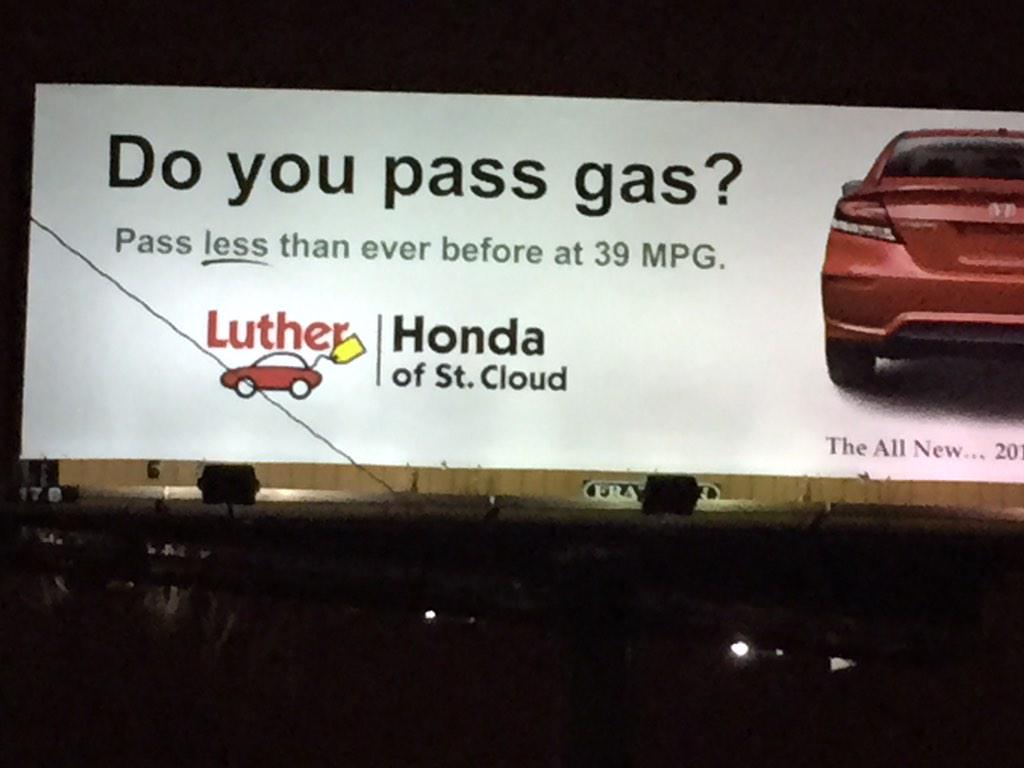 Do you pass gas?
Pass less than ever before at 39 MPG.
Luther
Honda
of St. Cloud
The All New...